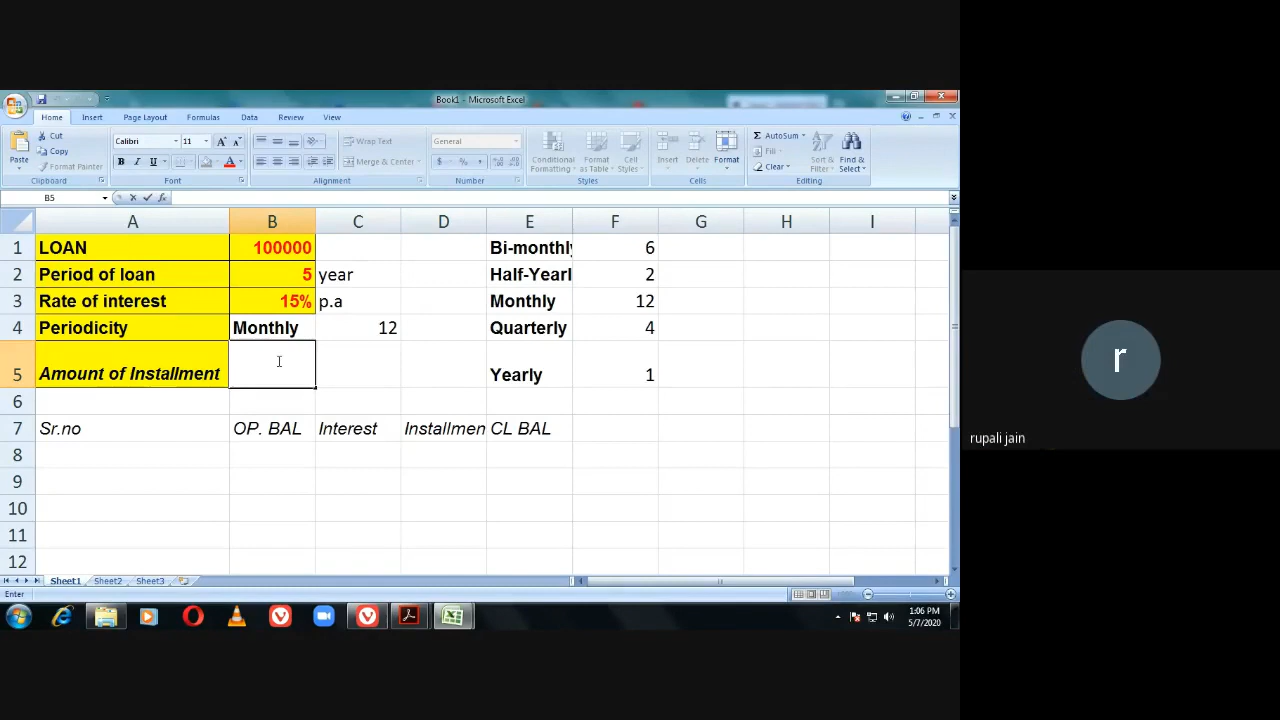 Book1 - Microsoft Excel
Home Insert Page Layout Formulas Data Review View
Cut
Copy
Format Painter
Paste
Clipboard
Calibri 11
B I U
Font
Wrap Text
Merge & Center
Alignment
General
$ % ,
Number
Conditional Formatting
Format as Table
Cell Styles
Styles
Insert Delete Format
Cells
AutoSum
Fill
Clear
Sort & Filter
Find & Select
Editing
B5 fx
A B C D E F G H I
1 LOAN 100000 Bi-monthly 6
2 Period of loan 5 year Half-Yearl 2
3 Rate of interest 15% p.a Monthly 12
4 Periodicity Monthly 12 Quarterly 4
5 Amount of Installment Yearly 1
6
7 Sr.no OP. BAL Interest Installmen CL BAL
8
9
10
11
12
Sheet1 Sheet2 Sheet3
Enter
1:06 PM
5/7/2020
r
rupali jain